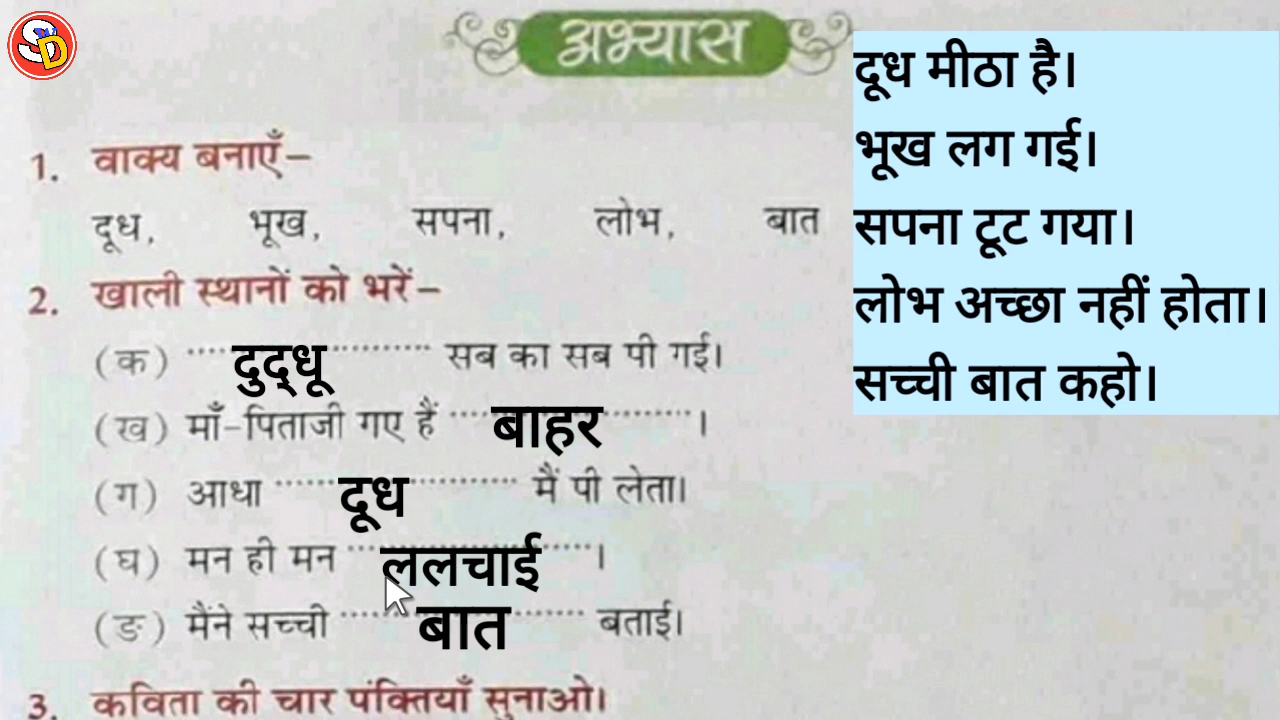 SD
अभ्यास
1. वाक्य बनाएँ–
दूध, भूख, सपना, लोभ, बात
दूध मीठा है।
भूख लग गई।
सपना टूट गया।
लोभ अच्छा नहीं होता।
सच्ची बात कहो।
2. खाली स्थानों को भरें–
(क) ..... दुद्धू .......... सब का सब पी गई।
(ख) माँ-पिताजी गए हैं ..... बाहर .......... ।
(ग) आधा ..... दूध .......... मैं पी लेता।
(घ) मन ही मन ..... ललचाई .......... ।
(ङ) मैंने सच्ची ..... बात .......... बताई।
3. कविता की चार पंक्तियाँ सुनाओ।